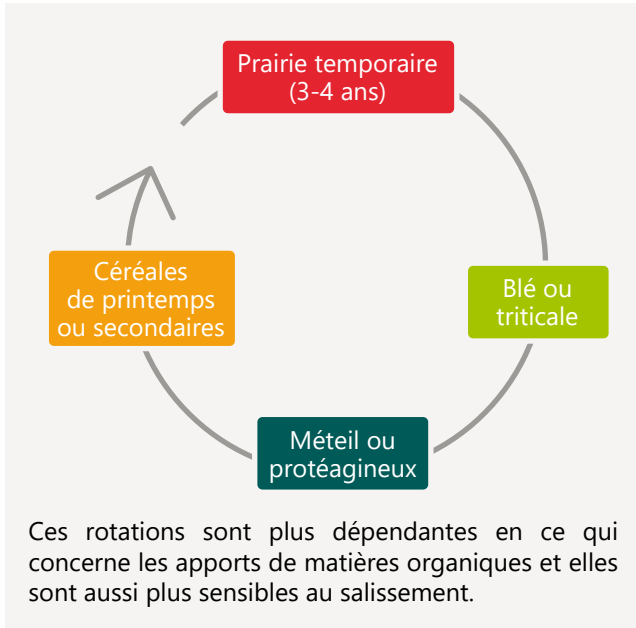 Prairie temporaire
(3-4 ans)
Céréales
de printemps
ou secondaires
Blé ou
triticale
Méteil ou
protéagineux
Ces rotations sont plus dépendantes en ce qui
concerne les apports de matières organiques et elles
sont aussi plus sensibles au salissement.